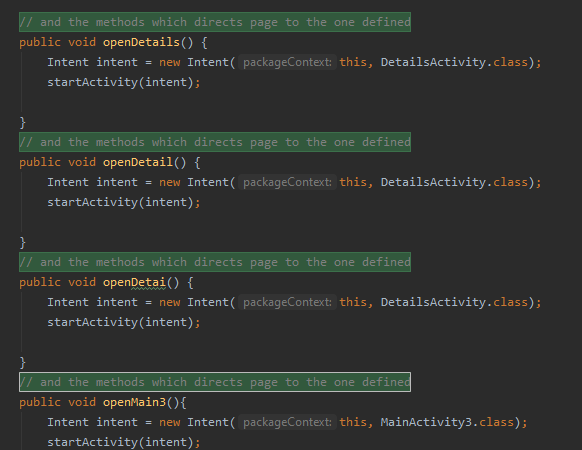 // and the methods which directs page to the one defined
public void openDetails() {
Intent intent = new Intent( packageContext: this, DetailsActivity.class);
startActivity(intent);
}
// and the methods which directs page to the one defined
public void openDetail() {
Intent intent = new Intent( packageContext: this, DetailsActivity.class);
startActivity(intent);
}
// and the methods which directs page to the one defined
public void openDetai() {
Intent intent = new Intent( packageContext: this, DetailsActivity.class);
startActivity(intent);
}
// and the methods which directs page to the one defined
public void openMain3(){
Intent intent = new Intent( packageContext: this, MainActivity3.class);
startActivity(intent);